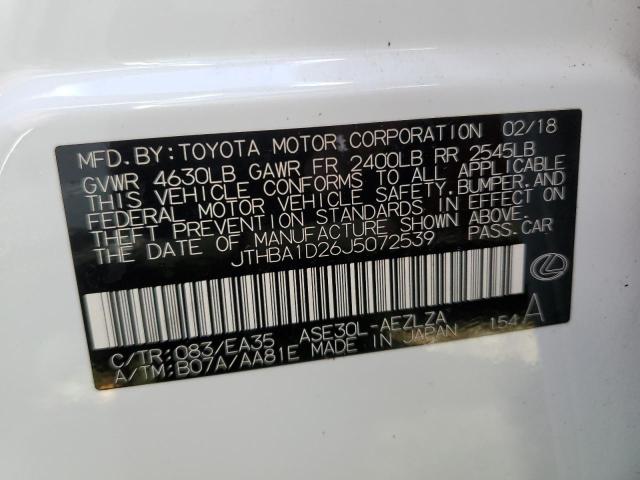 MFD. BY: TOYOTA MOTOR CORPORATION 02/18
GVWR 4630LB GAWR FR 2400LB RR 2545LB
THIS VEHICLE CONFORMS TO ALL APPLICABLE
FEDERAL MOTOR VEHICLE SAFETY, BUMPER, AND
THEFT PREVENTION STANDARDS IN EFFECT ON
THE DATE OF MANUFACTURE SHOWN ABOVE.
JTHBA1D26J5072539 PASS. CAR
C/TR: 083/EA35 ASE30L-AEZLZA 154 A
A/TM: B07A/AA81E MADE IN JAPAN